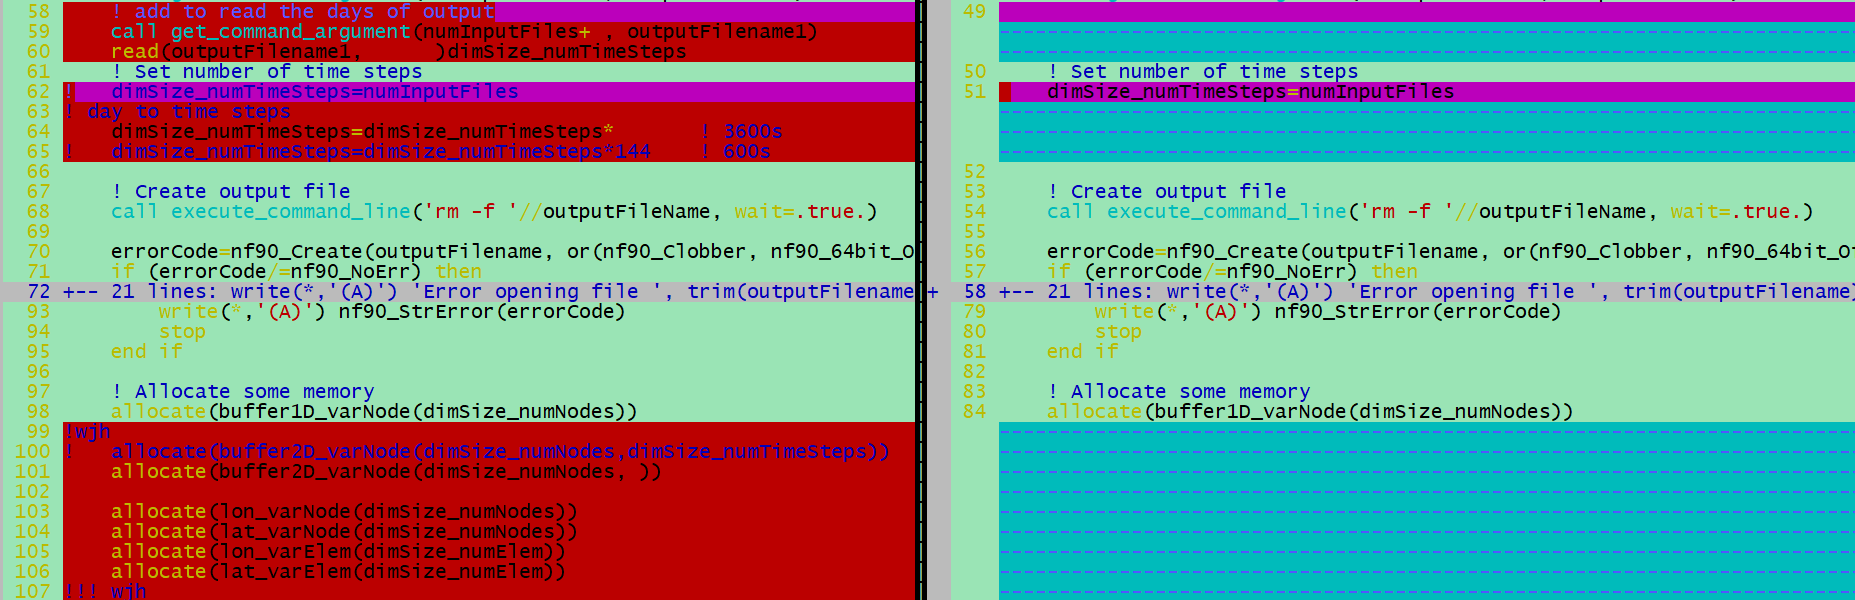 58     ! add to read the days of output
59     call get_command_argument(numInputFiles+ , outputFilename1)
60     read(outputFilename1,      )dimSize_numTimeSteps
61     ! Set number of time steps
62 !   dimSize_numTimeSteps=numInputFiles
63 ! day to time steps
64     dimSize_numTimeSteps=dimSize_numTimeSteps*       ! 3600s
65 !   dimSize_numTimeSteps=dimSize_numTimeSteps*144    ! 600s
66
67     ! Create output file
68     call execute_command_line('rm -f '//outputFileName, wait=.true.)
69
70     errorCode=nf90_Create(outputFilename, or(nf90_Clobber, nf90_64bit_O
71     if (errorCode/=nf90_NoErr) then
72 +-- 21 lines: write(*,'(A)') 'Error opening file ', trim(outputFilename
93         write(*,'(A)') nf90_StrError(errorCode)
94         stop
95     end if
96
97     ! Allocate some memory
98     allocate(buffer1D_varNode(dimSize_numNodes))
99 !wjh
100 !   allocate(buffer2D_varNode(dimSize_numNodes,dimSize_numTimeSteps))
101     allocate(buffer2D_varNode(dimSize_numNodes, ))
102
103     allocate(lon_varNode(dimSize_numNodes))
104     allocate(lat_varNode(dimSize_numNodes))
105     allocate(lon_varElem(dimSize_numElem))
106     allocate(lat_varElem(dimSize_numElem))
107 !!! wjh
49
50     ! Set number of time steps
51     dimSize_numTimeSteps=numInputFiles
52
53     ! Create output file
54     call execute_command_line('rm -f '//outputFileName, wait=.true.)
55
56     errorCode=nf90_Create(outputFilename, or(nf90_Clobber, nf90_64bit_Of
57     if (errorCode/=nf90_NoErr) then
+ 58 +-- 21 lines: write(*,'(A)') 'Error opening file ', trim(outputFilename)
79         write(*,'(A)') nf90_StrError(errorCode)
80         stop
81     end if
82
83     ! Allocate some memory
84     allocate(buffer1D_varNode(dimSize_numNodes))